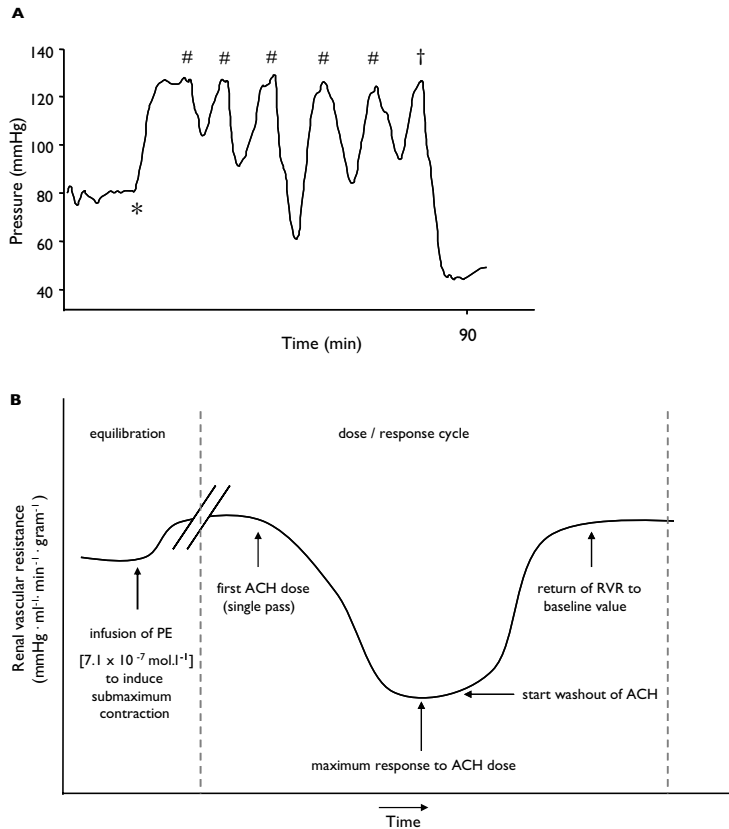 A
140
120
100
80
60
40
Pressure (mmHg)
# # # # # †
*
90
Time (min)
B
equilibration
dose / response cycle
Renal vascular resistance
(mmHg · ml⁻¹· min⁻¹ · gram⁻¹)
first ACH dose
(single pass)
return of RVR to
baseline value
infusion of PE
[7.1 x 10 ⁻⁷ mol.l⁻¹]
to induce
submaximum
contraction
start washout of ACH
maximum response to ACH dose
Time